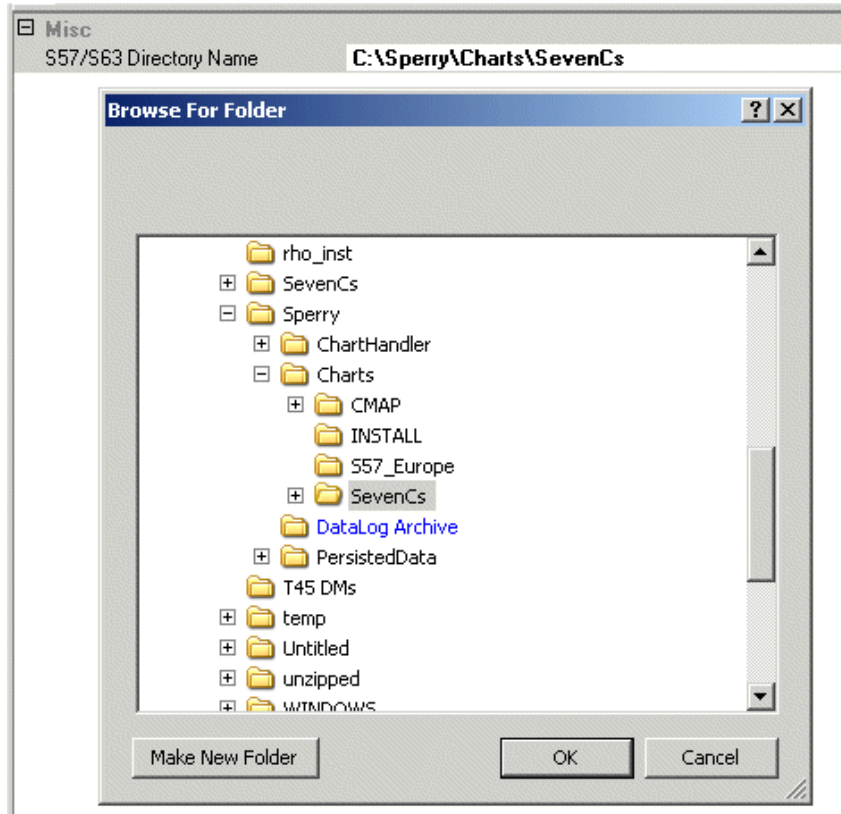 Misc
S57/S63 Directory Name C:\Sperry\Charts\SevenCs
Browse For Folder
rho_inst
SevenCs
Sperry
ChartHandler
Charts
CMAP
INSTALL
S57_Europe
SevenCs
DataLog Archive
PersistedData
T45 DMs
temp
Untitled
unzipped
WINDOWS
Make New Folder OK Cancel